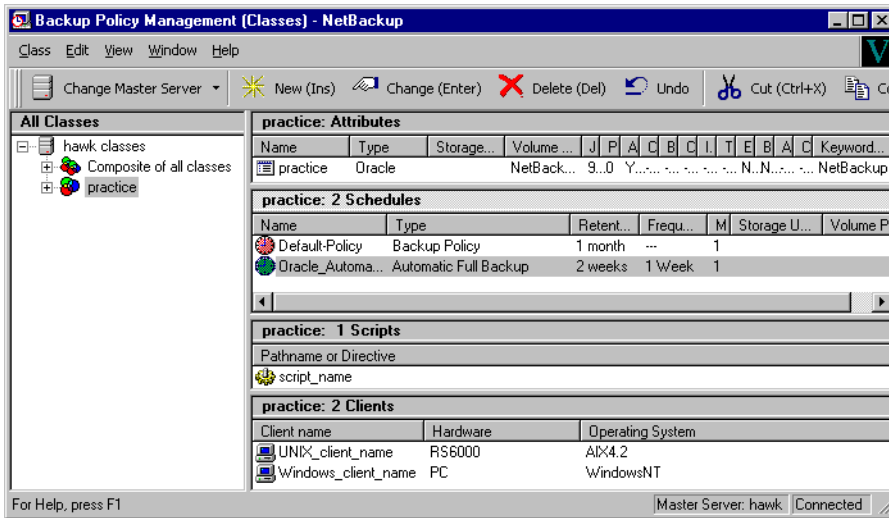 Backup Policy Management (Classes) - NetBackup
Class Edit View Window Help
Change Master Server New (Ins) Change (Enter) Delete (Del) Undo Cut (Ctrl+X) Co
All Classes
hawk classes
Composite of all classes
practice
practice: Attributes
Name Type Storage... Volume ... J P A C B C I. T E B A C Keyword...
practice Oracle NetBack... 9...0 Y...-... -... -... -... -... N...N...-... -... NetBackup
practice: 2 Schedules
Name Type Retent... Frequ... M Storage U... Volume P
Default-Policy Backup Policy 1 month --- 1
Oracle_Automa... Automatic Full Backup 2 weeks 1 Week 1
practice: 1 Scripts
Pathname or Directive
script_name
practice: 2 Clients
Client name Hardware Operating System
UNIX_client_name RS6000 AIX4.2
Windows_client_name PC WindowsNT
For Help, press F1 Master Server: hawk Connected